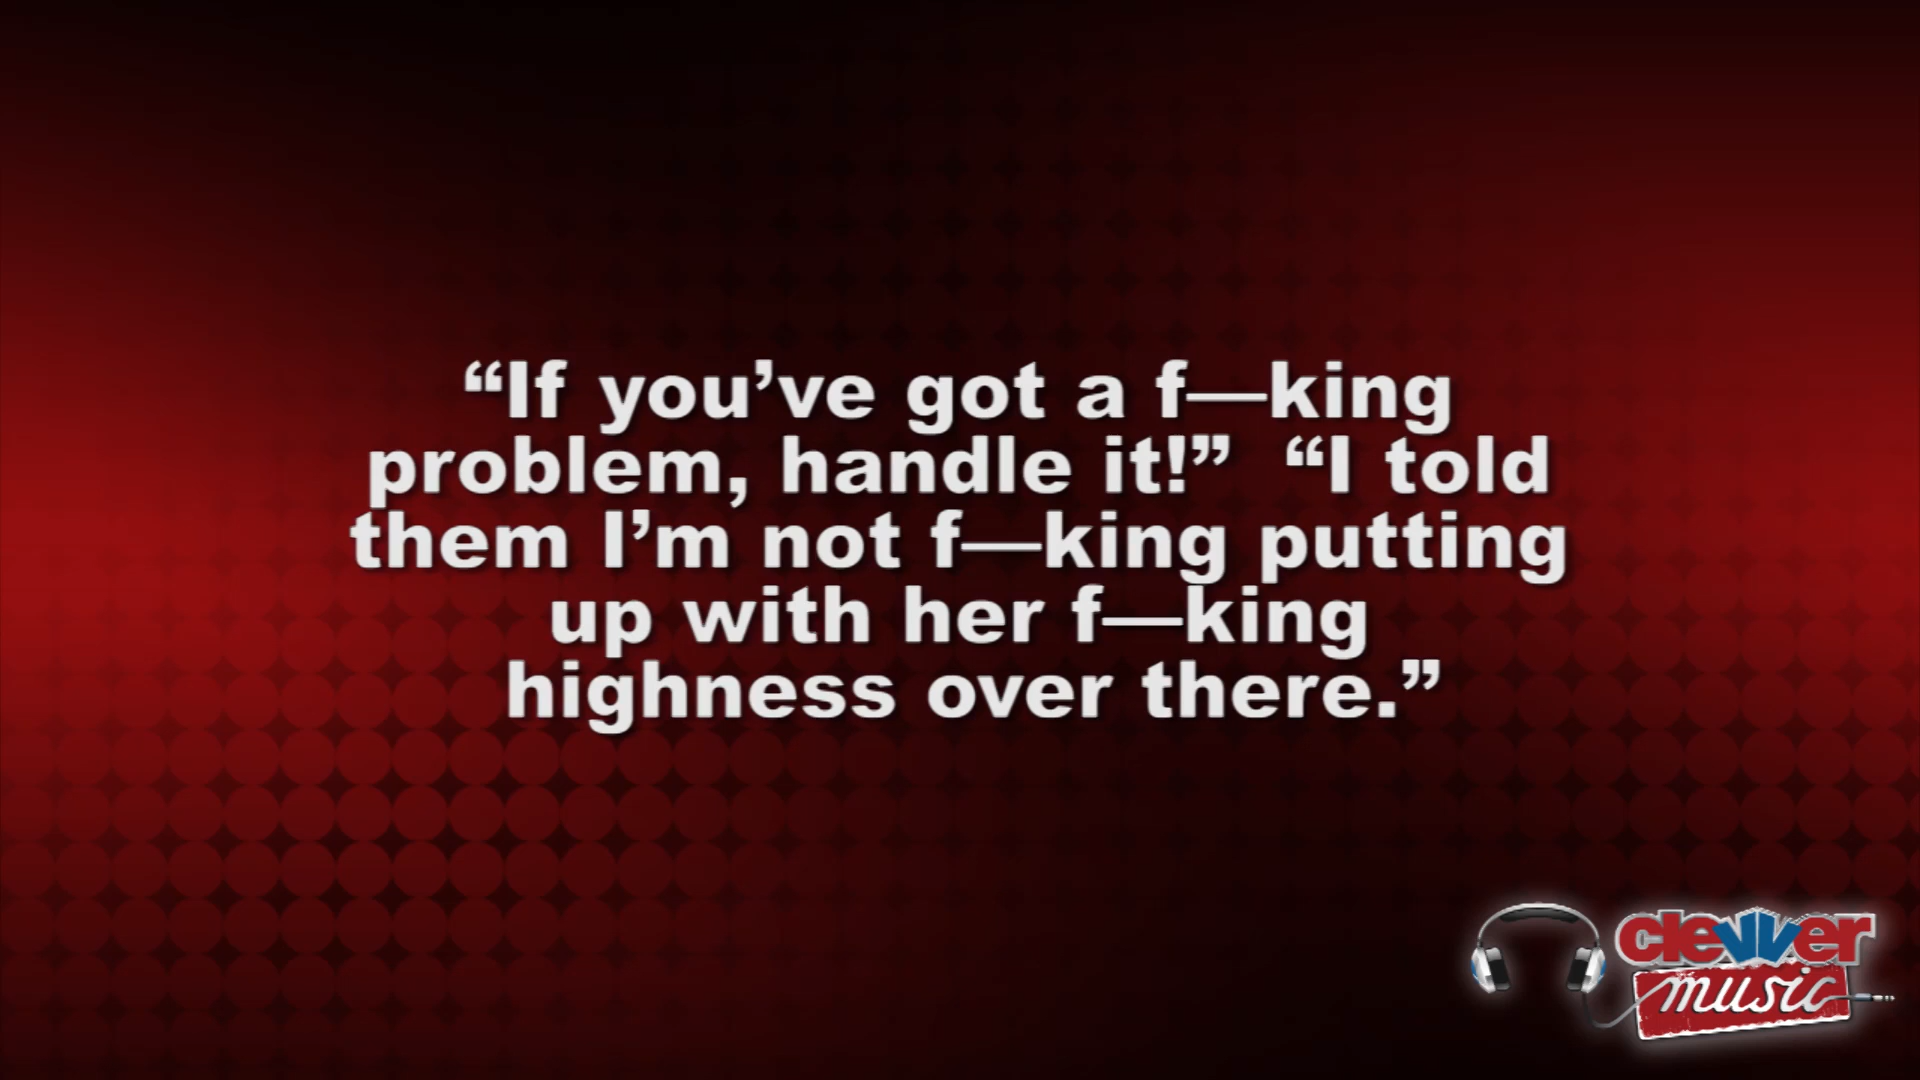 “If you’ve got a f—king
problem, handle it!”  “I told
them I’m not f—king putting
up with her f—king
highness over there.”
clevver
music